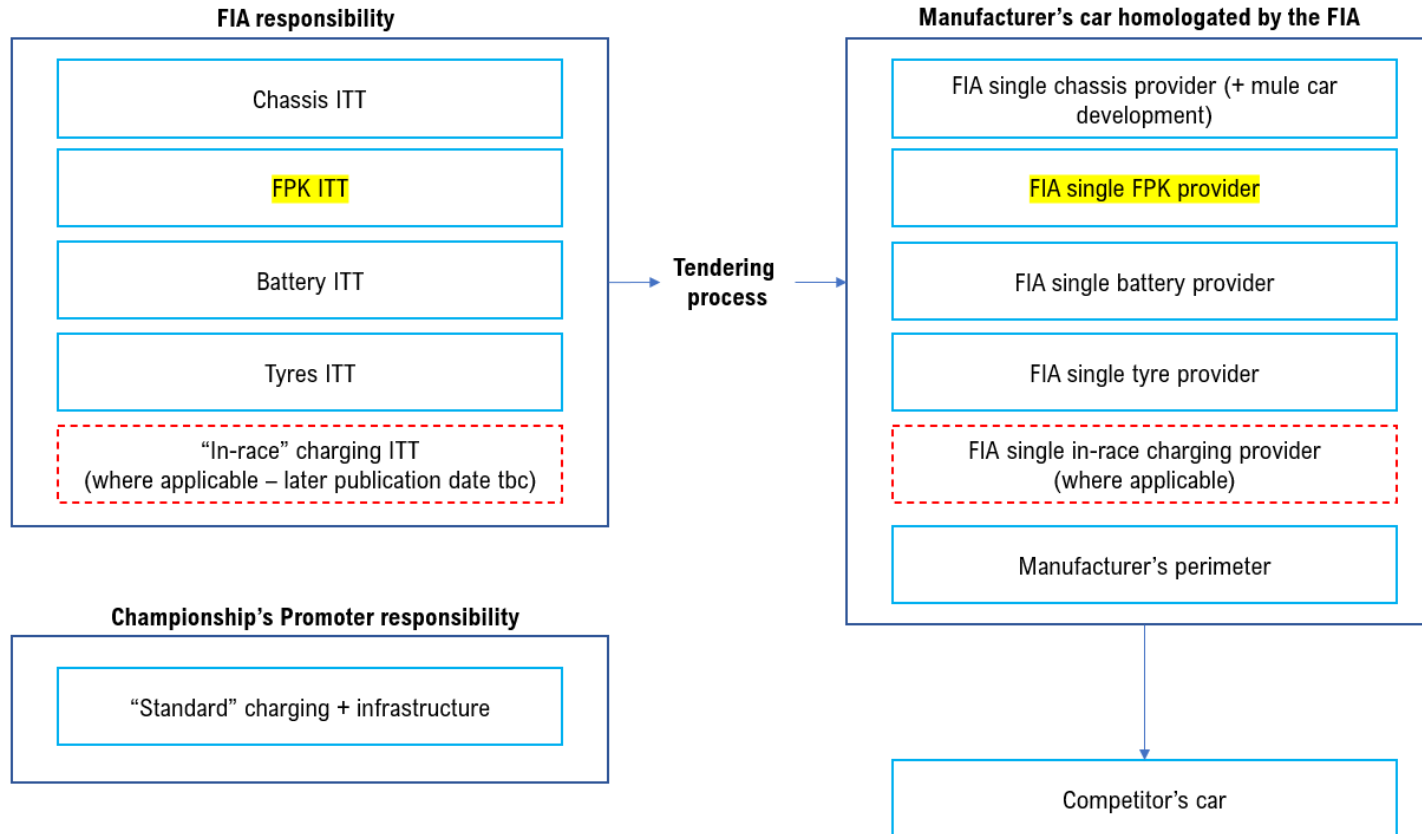 FIA responsibility
Chassis ITT
FPK ITT
Battery ITT
Tyres ITT
“In-race” charging ITT
(where applicable – later publication date tbc)
Championship’s Promoter responsibility
“Standard” charging + infrastructure
Tendering
process
Manufacturer’s car homologated by the FIA
FIA single chassis provider (+ mule car
development)
FIA single FPK provider
FIA single battery provider
FIA single tyre provider
FIA single in-race charging provider
(where applicable)
Manufacturer’s perimeter
Competitor’s car